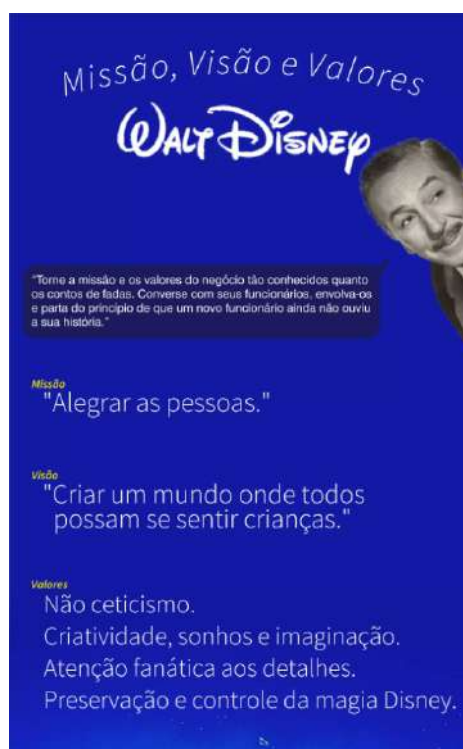 Missão, Visão e Valores
WALT DISNEY
"Torne a missão e os valores do negócio tão conhecidos quanto
os contos de fadas. Converse com seus funcionários, envolva-os
e parta do princípio de que um novo funcionário ainda não ouviu
a sua história."
Missão
"Alegrar as pessoas."
Visão
"Criar um mundo onde todos
possam se sentir crianças."
Valores
Não ceticismo.
Criatividade, sonhos e imaginação.
Atenção fanática aos detalhes.
Preservação e controle da magia Disney.